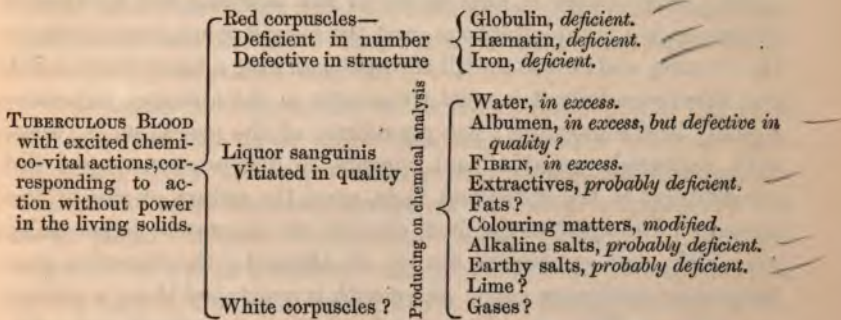 TUBERCULOUS BLOOD
with excited chemi-
co-vital actions,cor-
responding to ac-
tion without power
in the living solids.
Red corpuscles—
Deficient in number
Defective in structure
Globulin, deficient.
Hæmatin, deficient.
Iron, deficient.
Liquor sanguinis
Vitiated in quality
White corpuscles ?
Producing on chemical analysis
Water, in excess.
Albumen, in excess, but defective in
quality ?
FIBRIN, in excess.
Extractives, probably deficient.
Fats ?
Colouring matters, modified.
Alkaline salts, probably deficient.
Earthy salts, probably deficient.
Lime ?
Gases ?